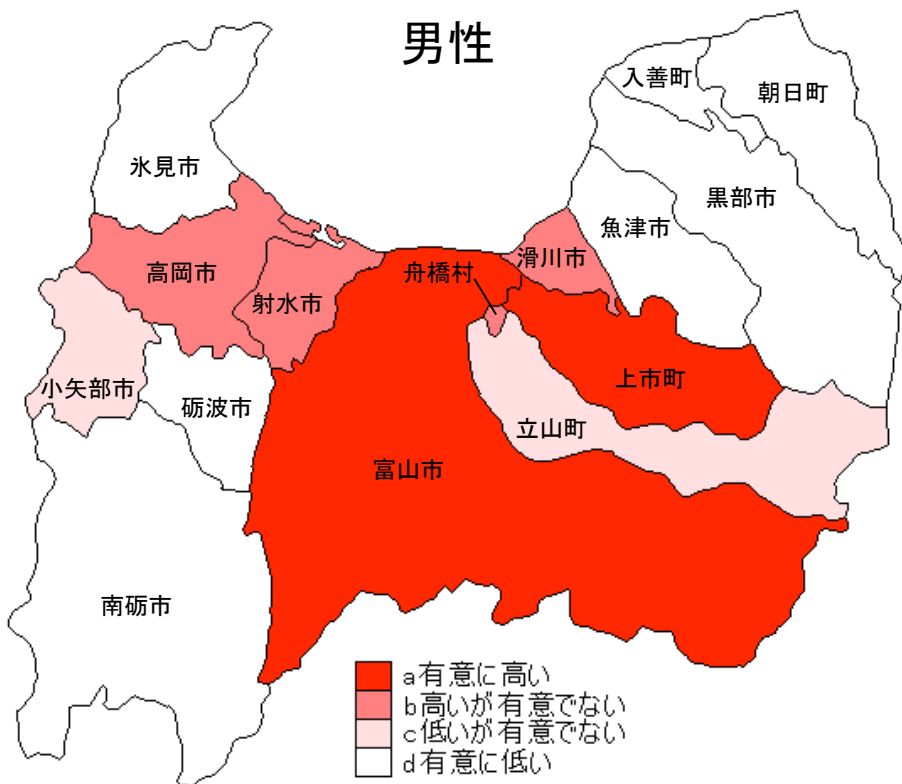 男性
入善町
朝日町
氷見市
黒部市
魚津市
滑川市
舟橋村
高岡市
射水市
上市町
小矢部市
砺波市
立山町
富山市
南砺市
a有意に高い
b高いが有意でない
c低いが有意でない
d有意に低い